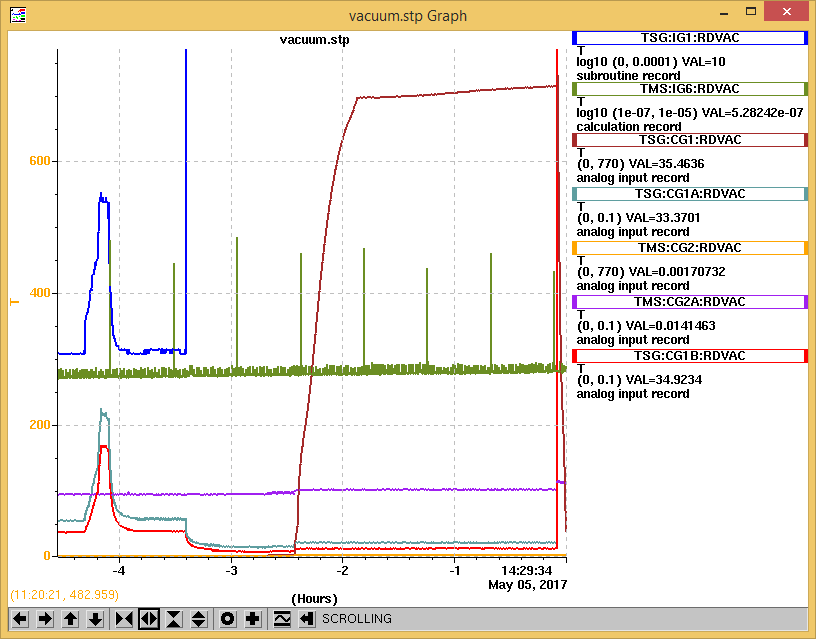 vacuum.stp Graph
vacuum.stp
600
400
200
0
T
-4
-3
-2
-1
14:29:34
May 05, 2017
(Hours)
(11:20:21, 482.959)
TSG:IG1:RDVAC
T
log10 (0, 0.0001) VAL=10
subroutine record
TMS:IG6:RDVAC
T
log10 (1e-07, 1e-05) VAL=5.28242e-07
calculation record
TSG:CG1:RDVAC
T
(0, 770) VAL=35.4636
analog input record
TSG:CG1A:RDVAC
T
(0, 0.1) VAL=33.3701
analog input record
TMS:CG2:RDVAC
T
(0, 770) VAL=0.00170732
analog input record
TMS:CG2A:RDVAC
T
(0, 0.1) VAL=0.0141463
analog input record
TSG:CG1B:RDVAC
T
(0, 0.1) VAL=34.9234
analog input record
SCROLLING